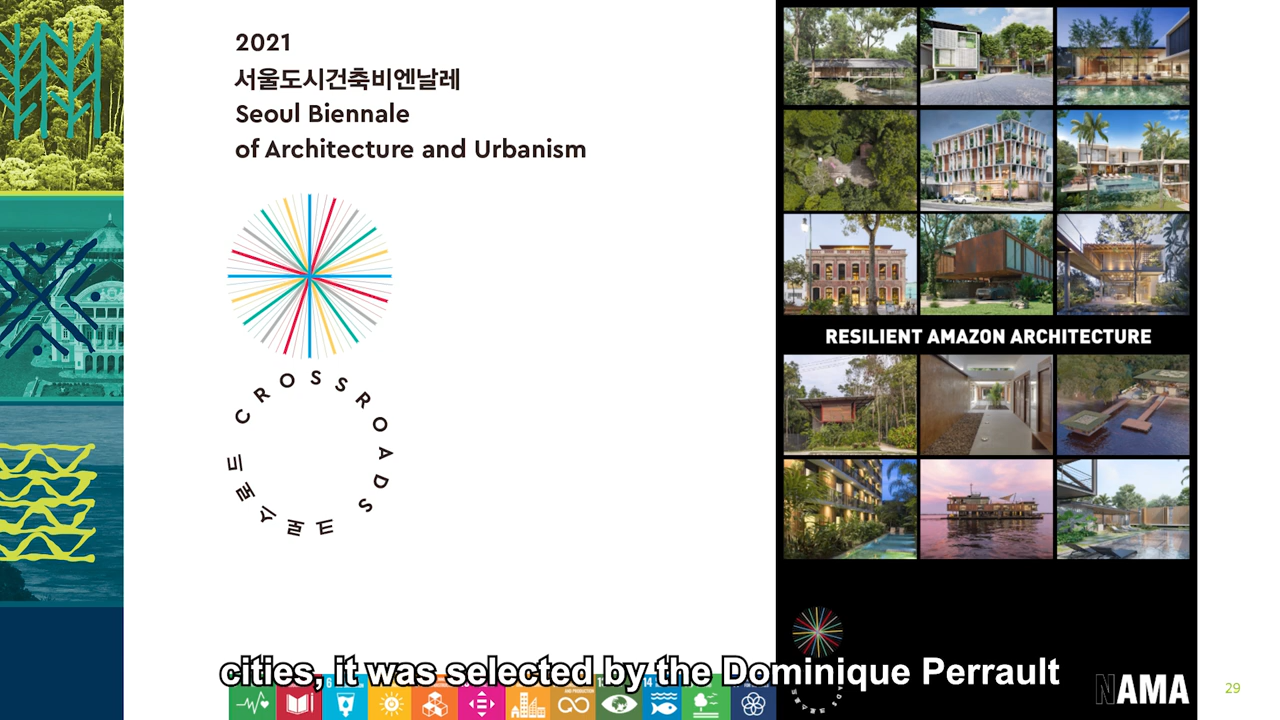 2021
서울도시건축비엔날레
Seoul Biennale
of Architecture and Urbanism
CROSSROADS
크로스로드
RESILIENT AMAZON ARCHITECTURE
cities, it was selected by the Dominique Perrault
NAMA
29